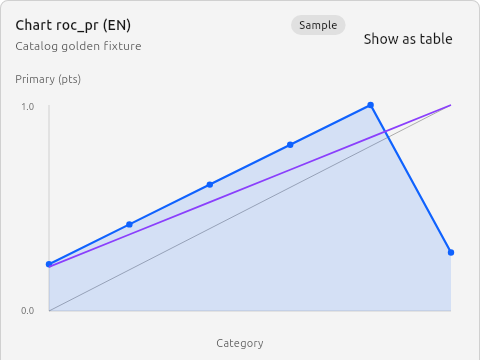 Chart roc_pr (EN)
Sample
Show as table
Catalog golden fixture
Primary (pts)
1.0
0.0
Category